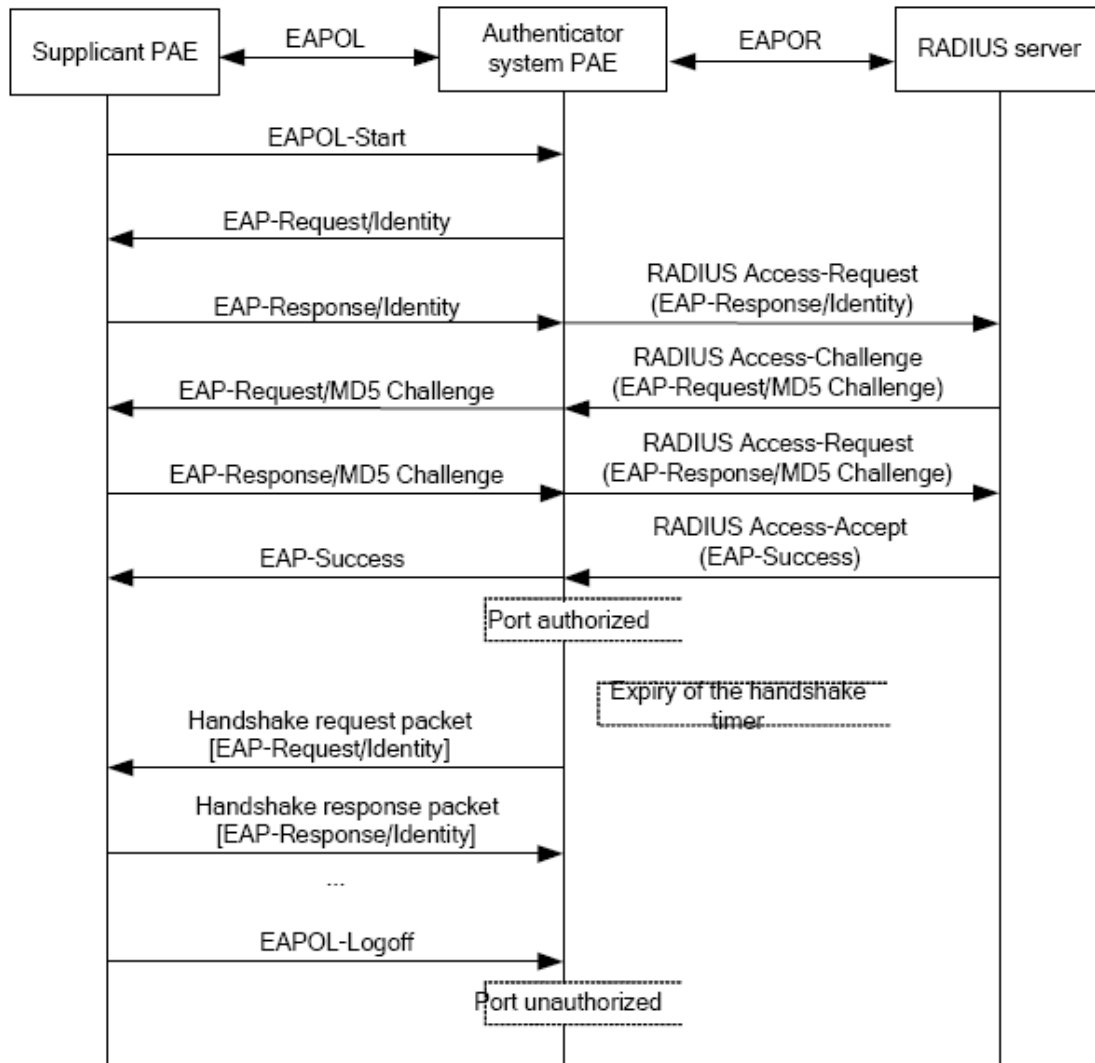 Supplicant PAE
EAPOL
Authenticator
system PAE
EAPOR
RADIUS server
EAPOL-Start
EAP-Request/Identity
EAP-Response/Identity
RADIUS Access-Request
(EAP-Response/Identity)
EAP-Request/MD5 Challenge
RADIUS Access-Challenge
(EAP-Request/MD5 Challenge)
EAP-Response/MD5 Challenge
RADIUS Access-Request
(EAP-Response/MD5 Challenge)
EAP-Success
RADIUS Access-Accept
(EAP-Success)
Port authorized
Expiry of the handshake
timer
Handshake request packet
[EAP-Request/Identity]
Handshake response packet
[EAP-Response/Identity]
...
EAPOL-Logoff
Port unauthorized